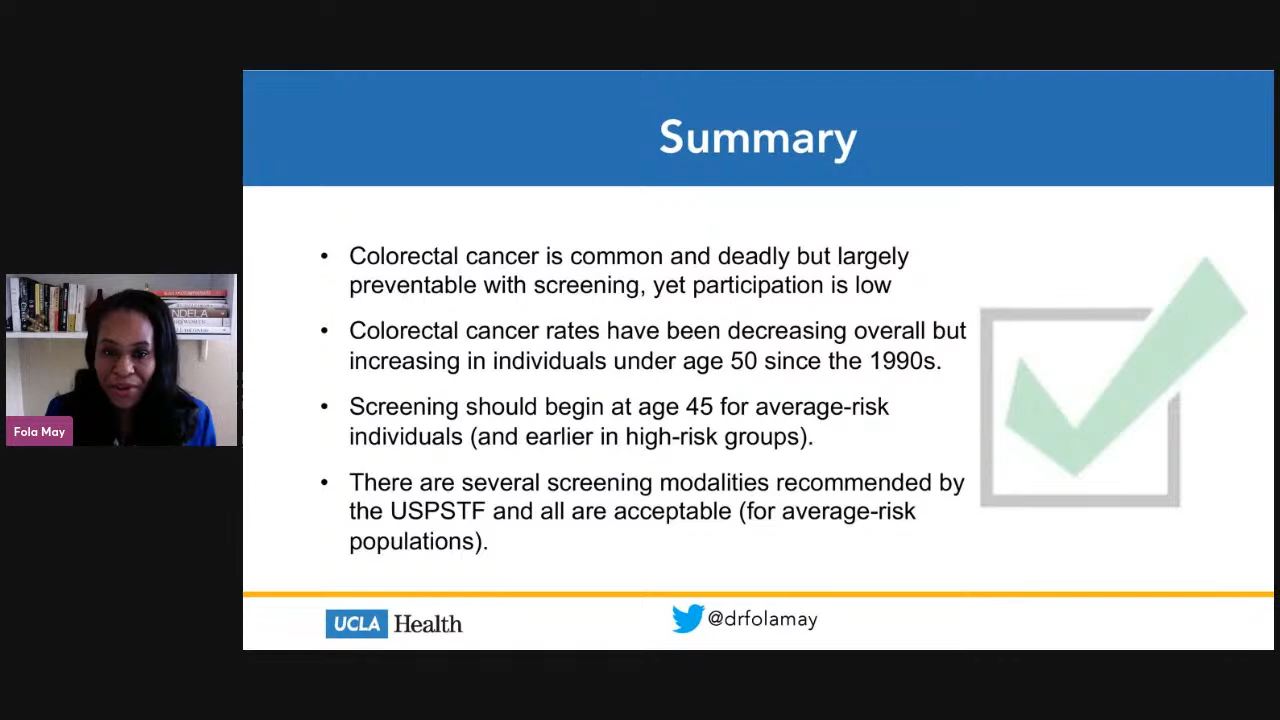 Summary
• Colorectal cancer is common and deadly but largely
preventable with screening, yet participation is low
• Colorectal cancer rates have been decreasing overall but
increasing in individuals under age 50 since the 1990s.
• Screening should begin at age 45 for average-risk
individuals (and earlier in high-risk groups).
• There are several screening modalities recommended by
the USPSTF and all are acceptable (for average-risk
populations).
Fola May
UCLA Health
@drfolamay